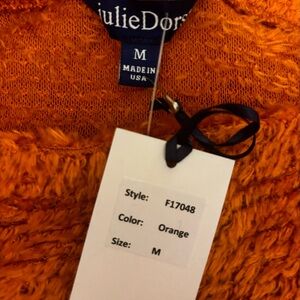 julieDors
M
MADE IN
USA
Style: F17048
Color: Orange
Size: M